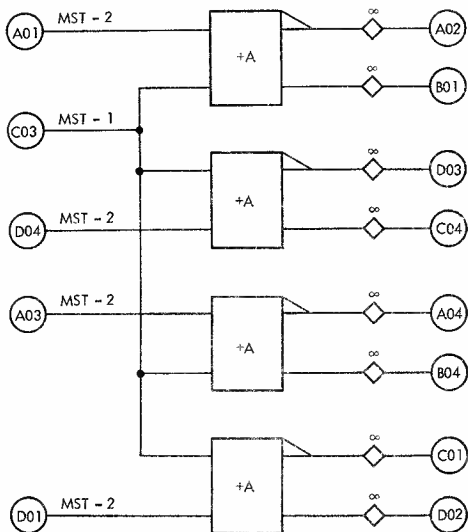 A01 MST - 2 ∞ A02
+A
∞ B01
C03 MST - 1
∞ D03
+A
D04 MST - 2 ∞ C04
A03 MST - 2 ∞ A04
+A
∞ B04
∞ C01
+A
D01 MST - 2 ∞ D02